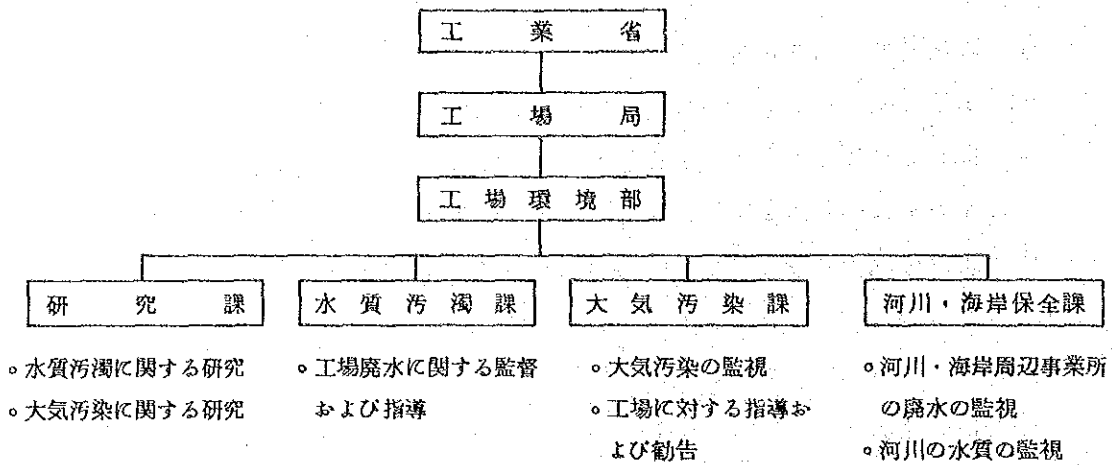 工業省
工場局
工場環境部
研究課
水質汚濁課
大気汚染課
河川・海岸保全課
○水質汚濁に関する研究
○大気汚染に関する研究
○工場廃水に関する監督
および指導
○大気汚染の監視
○工場に対する指導お
よび勧告
○河川・海岸周辺事業所
の廃水の監視
○河川の水質の監視